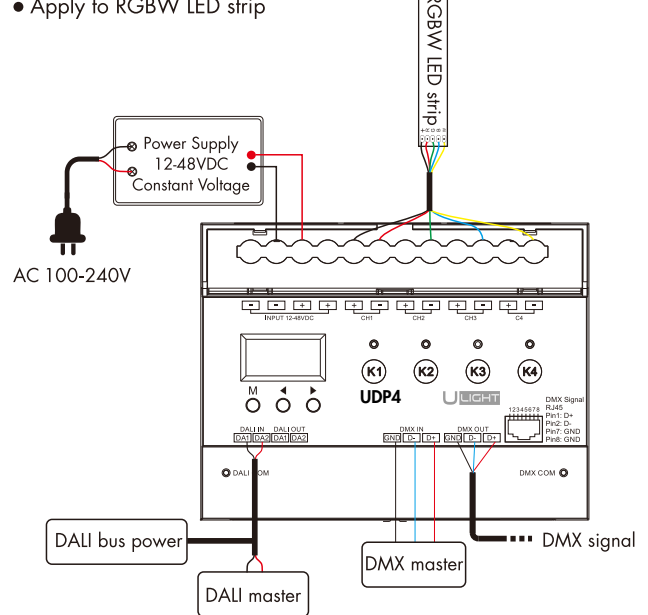 • Apply to RGBW LED strip
RGBW LED strip
+ R G B W
Power Supply
12-48VDC
Constant Voltage
AC 100-240V
- - + + + - + - + - + -
INPUT 12-48VDC CH1 CH2 CH3 C4
K1 K2 K3 K4
M ◄ ►
UDP4
ULIGHT
DALI IN DALI OUT
DA1 DA2 DA1 DA2
DMX IN DMX OUT
GND D- D+ GND D- D+
12345678
DMX Signal
RJ45
Pin1: D+
Pin2: D-
Pin7: GND
Pin8: GND
DALI COM
DMX COM
DALI bus power
DALI master
DMX master
DMX signal